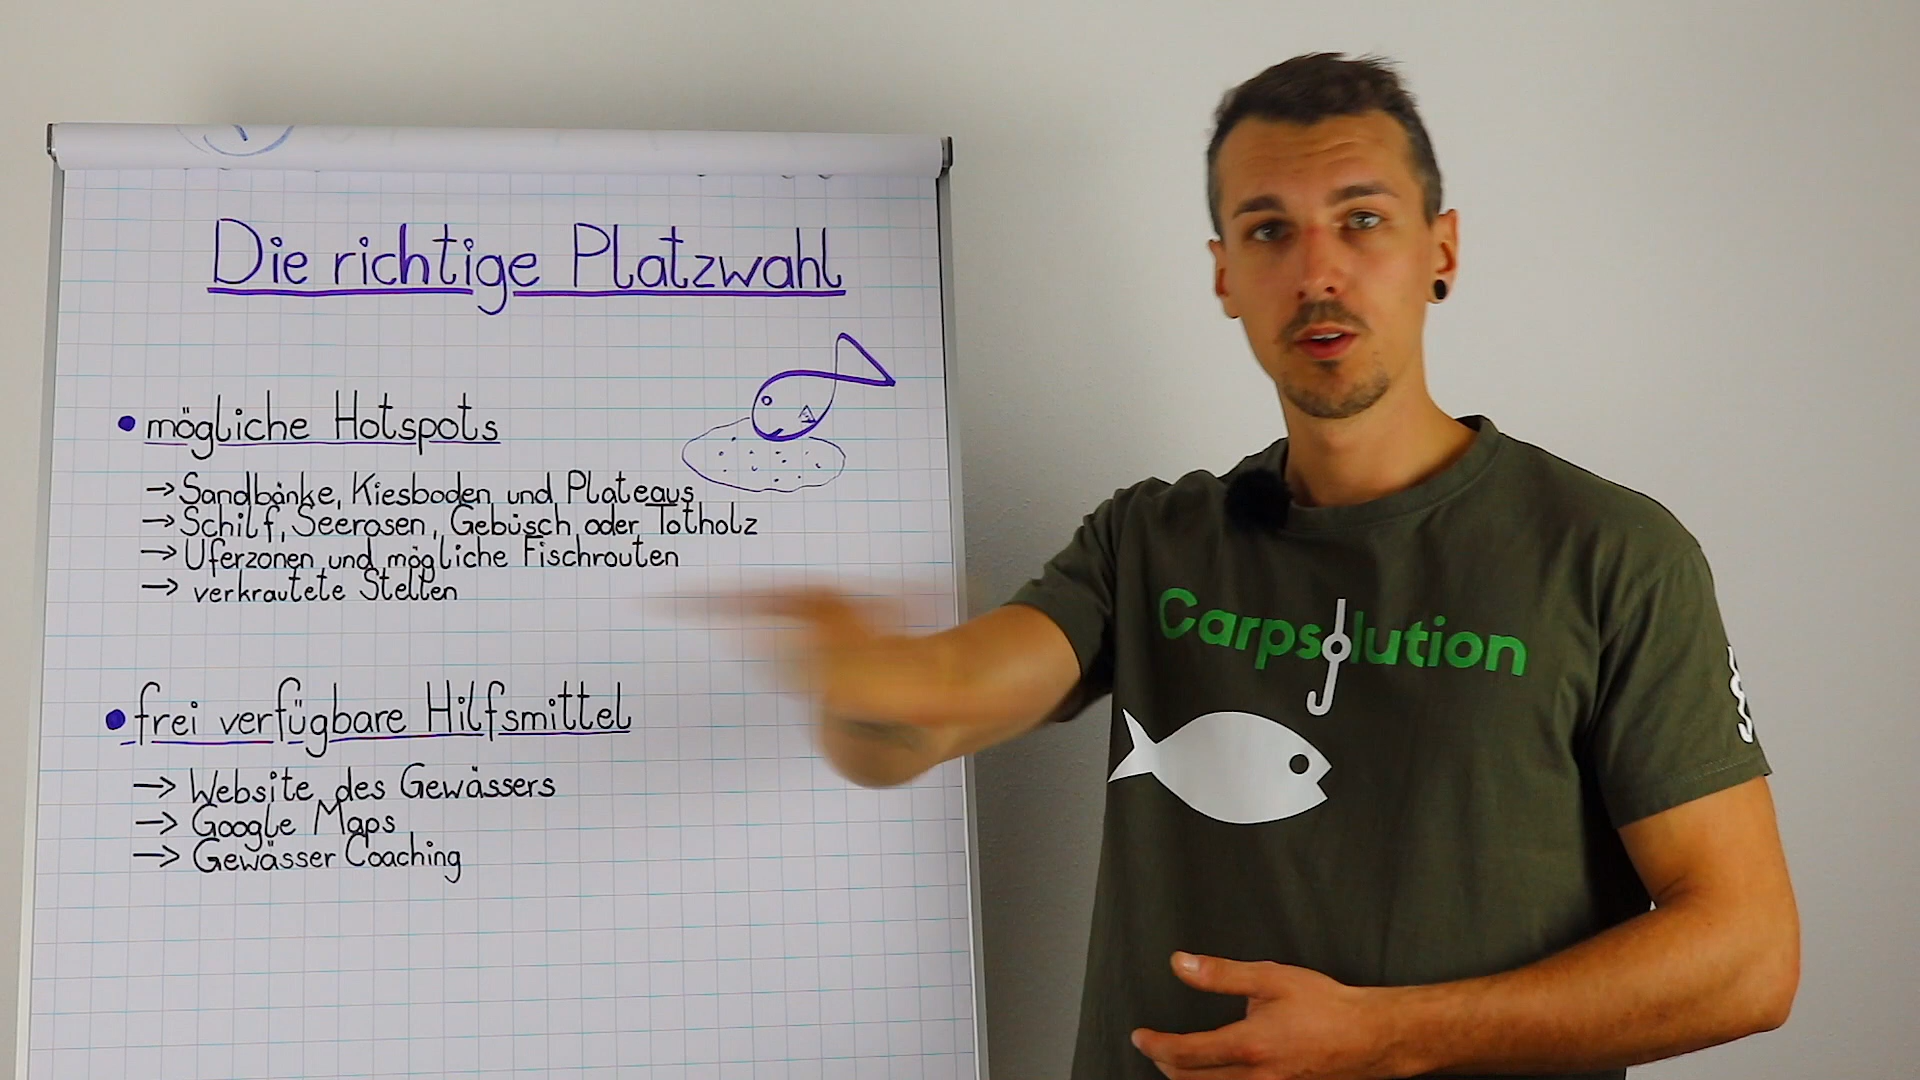 Die richtige Platzwahl
• mögliche Hotspots
→ Sandbänke, Kiesboden und Plateaus
→ Schilf, Seerosen, Gebüsch oder Totholz
→ Uferzonen und mögliche Fischrouten
→ verkrautete Stellen
• frei verfügbare Hilfsmittel
→ Website des Gewässers
→ Google Maps
→ Gewässer Coaching
Carpsolution